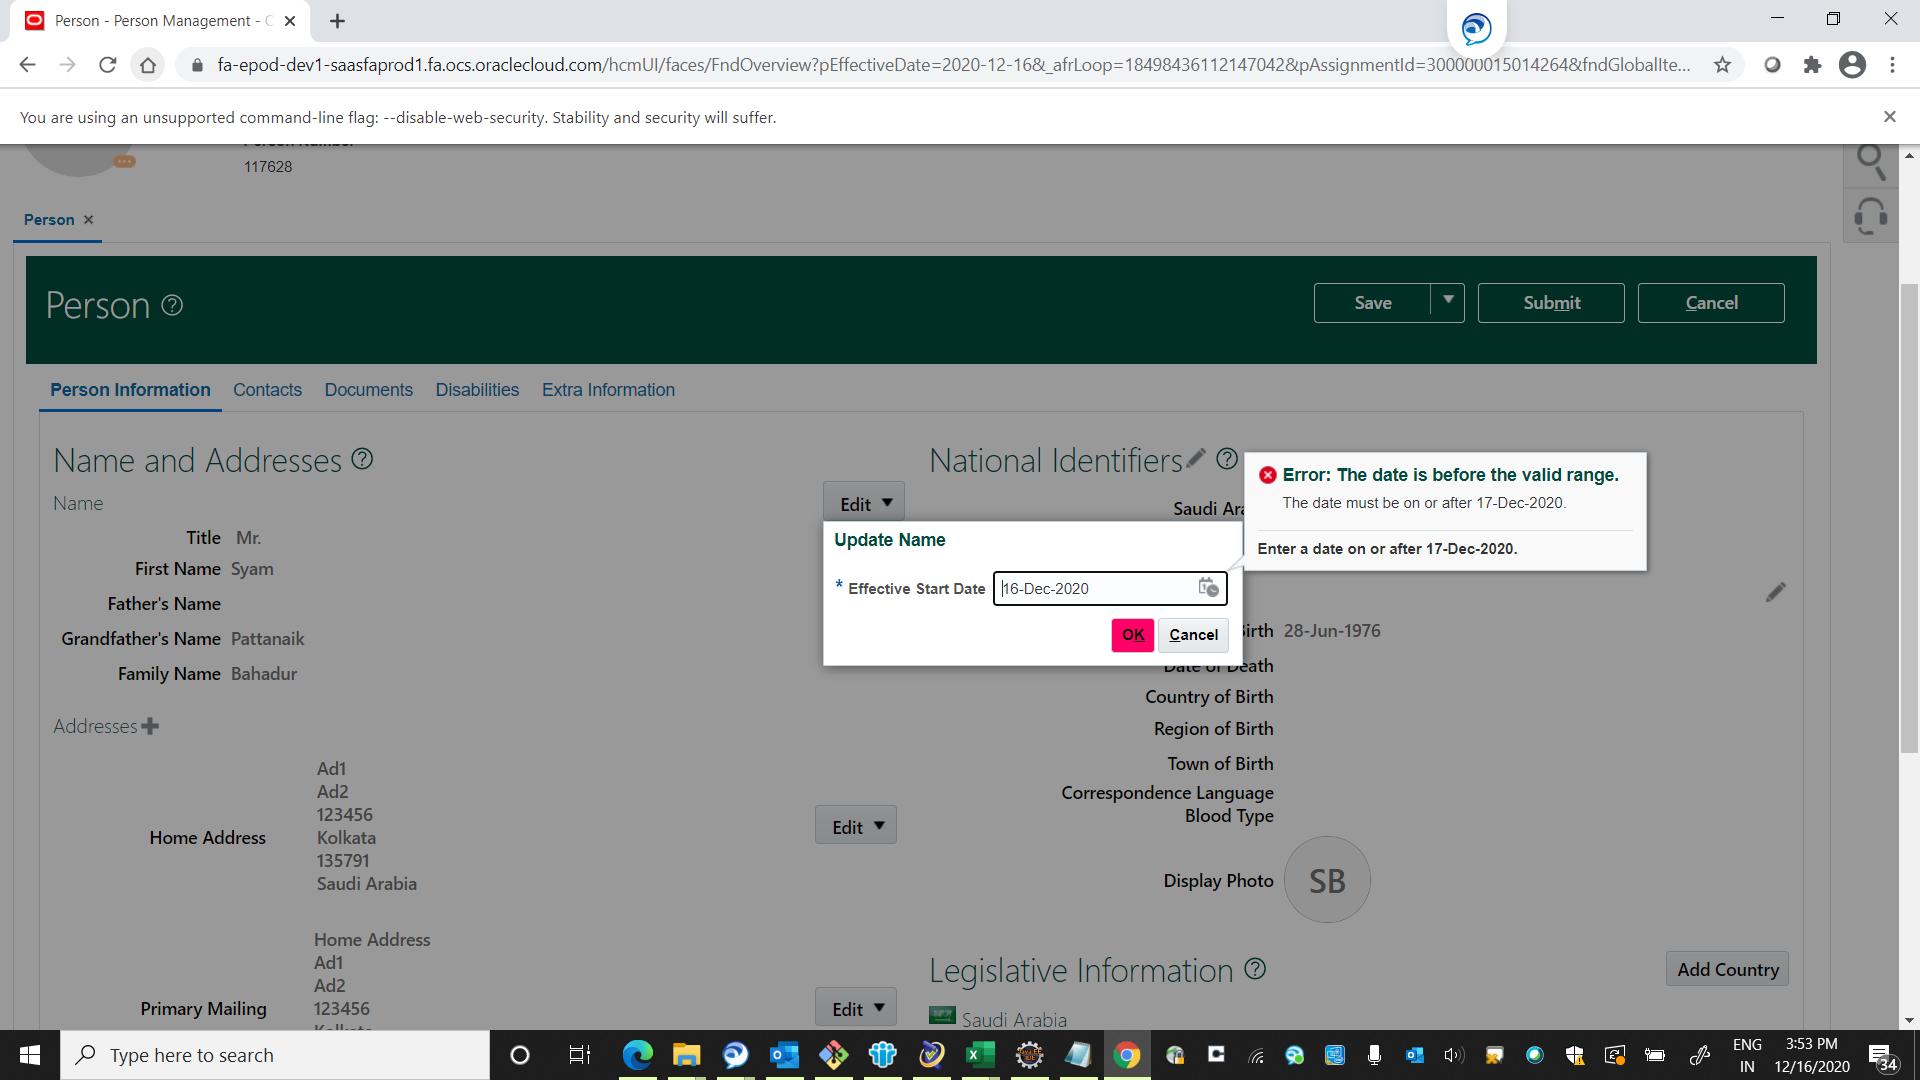 Person - Person Management -
fa-epod-dev1-saasfaprod1.fa.ocs.oraclecloud.com/hcmUI/faces/FndOverview?pEffectiveDate=2020-12-16&_afrLoop=18498436112147042&pAssignmentId=300000015014264&fndGlobalIte...
You are using an unsupported command-line flag: --disable-web-security. Stability and security will suffer.
Person Number
117628
Person
Person
Save
Submit
Cancel
Person Information Contacts Documents Disabilities Extra Information
Name and Addresses
Name
Edit
Title Mr.
First Name Syam
Father's Name
Grandfather's Name Pattanaik
Family Name Bahadur
Addresses
Home Address
Ad1
Ad2
123456
Kolkata
135791
Saudi Arabia
Edit
Primary Mailing
Home Address
Ad1
Ad2
123456
Kolkata
Edit
National Identifiers
Saudi Ara
Error: The date is before the valid range.
The date must be on or after 17-Dec-2020.
Enter a date on or after 17-Dec-2020.
Update Name
* Effective Start Date 16-Dec-2020
OK Cancel
Birth 28-Jun-1976
Date of Death
Country of Birth
Region of Birth
Town of Birth
Correspondence Language
Blood Type
Display Photo SB
Legislative Information
Add Country
Saudi Arabia
Type here to search
ENG
IN
3:53 PM
12/16/2020
34